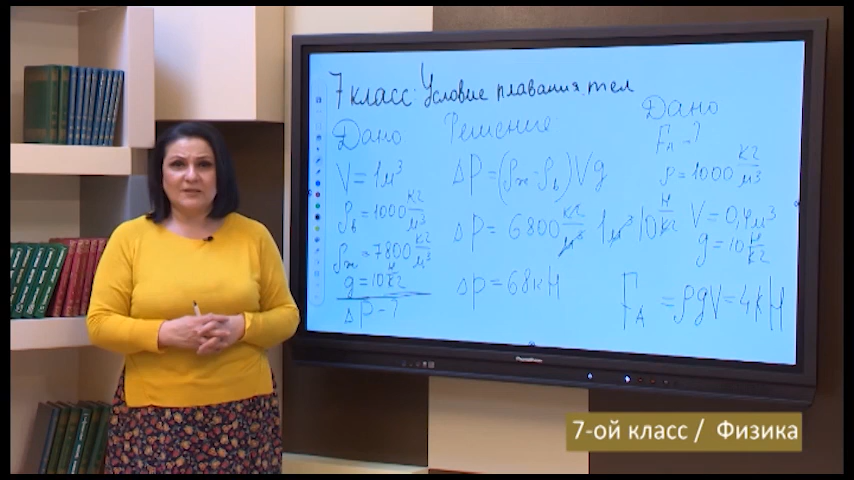 7 класс: Условие плавания тел
Дано
V = 1м³
ρв = 1000 кг/м³
ρж = 7800 кг/м³
g = 10 н/кг
ΔP - ?
Решение
ΔP = (ρж - ρв) Vg
ΔP = 6800 кг/м³ 1м³ 10 н/кг
ΔP = 68кН
Дано
FA - ?
ρ = 1000 кг/м³
V = 0,4м³
g = 10 н/кг
FA = ρgV = 4кН
7-ой класс / Физика